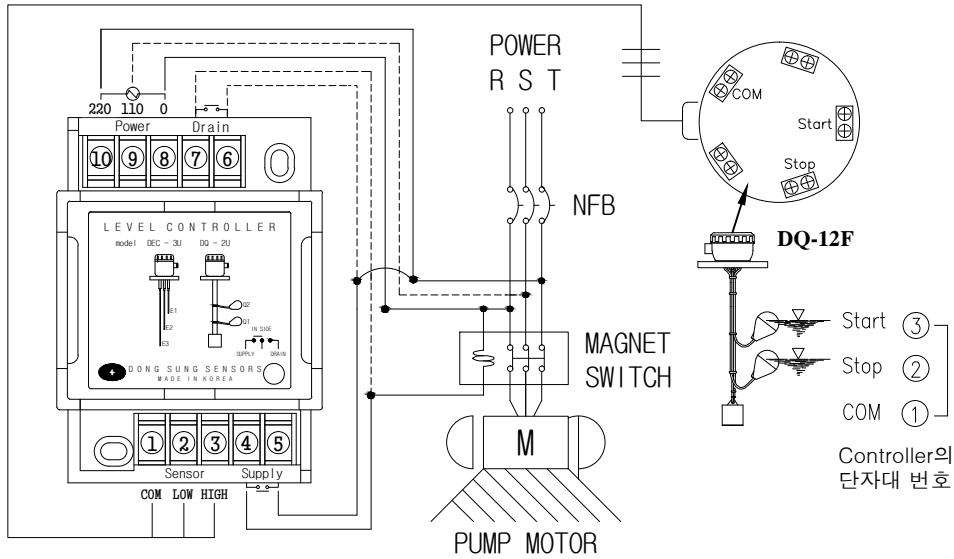 220 110 0
Power Drain
10 9 8 7 6
LEVEL CONTROLLER
model DEC - 3U DQ - 2U
E1
E2
E3
Q2
Q1
IN SIDE
SUPPLY DRAIN
DONG SUNG SENSORS
MADE IN KOREA
1 2 3 4 5
Sensor Supply
COM LOW HIGH
POWER
R S T
NFB
MAGNET
SWITCH
M
PUMP MOTOR
COM
Start
Stop
DQ-12F
Start 3
Stop 2
COM 1
Controller의
단자대 번호